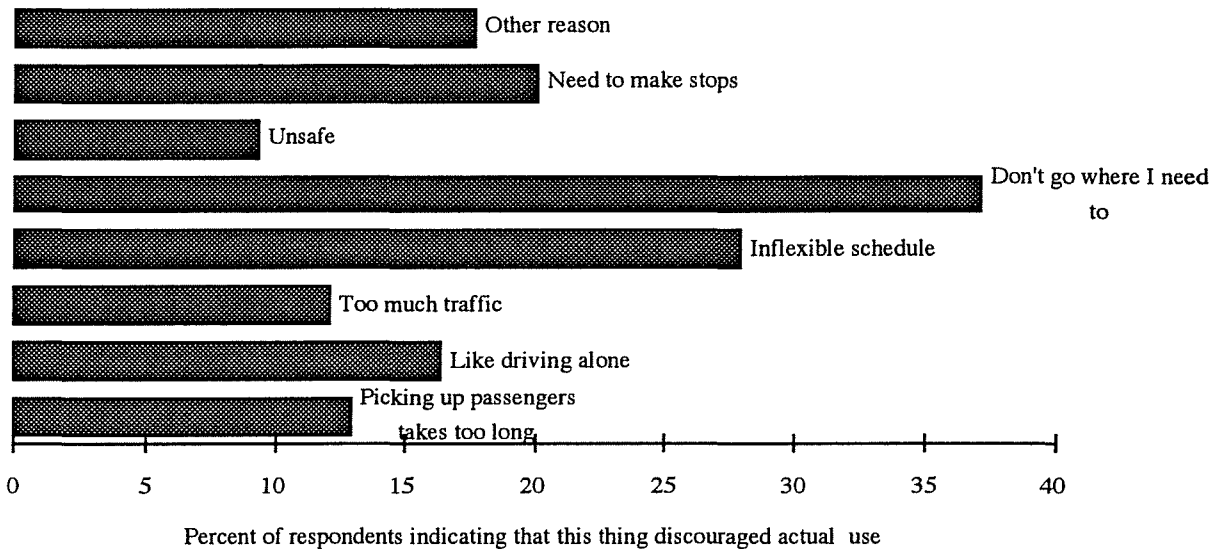 Other reason
Need to make stops
Unsafe
Don't go where I need
to
Inflexible schedule
Too much traffic
Like driving alone
Picking up passengers
takes too long
0 5 10 15 20 25 30 35 40
Percent of respondents indicating that this thing discouraged actual use